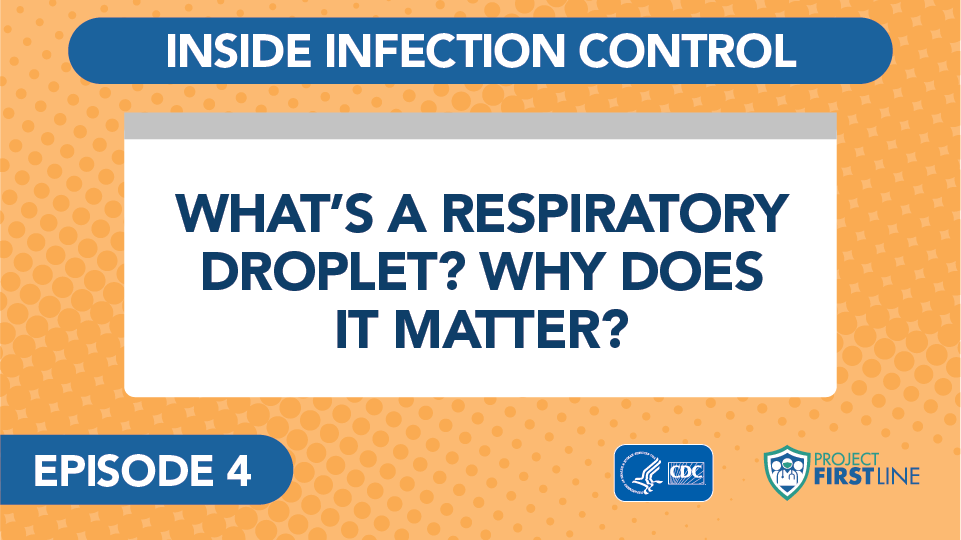 INSIDE INFECTION CONTROL
WHAT'S A RESPIRATORY
DROPLET? WHY DOES
IT MATTER?
EPISODE 4
CDC
PROJECT
FIRSTLINE